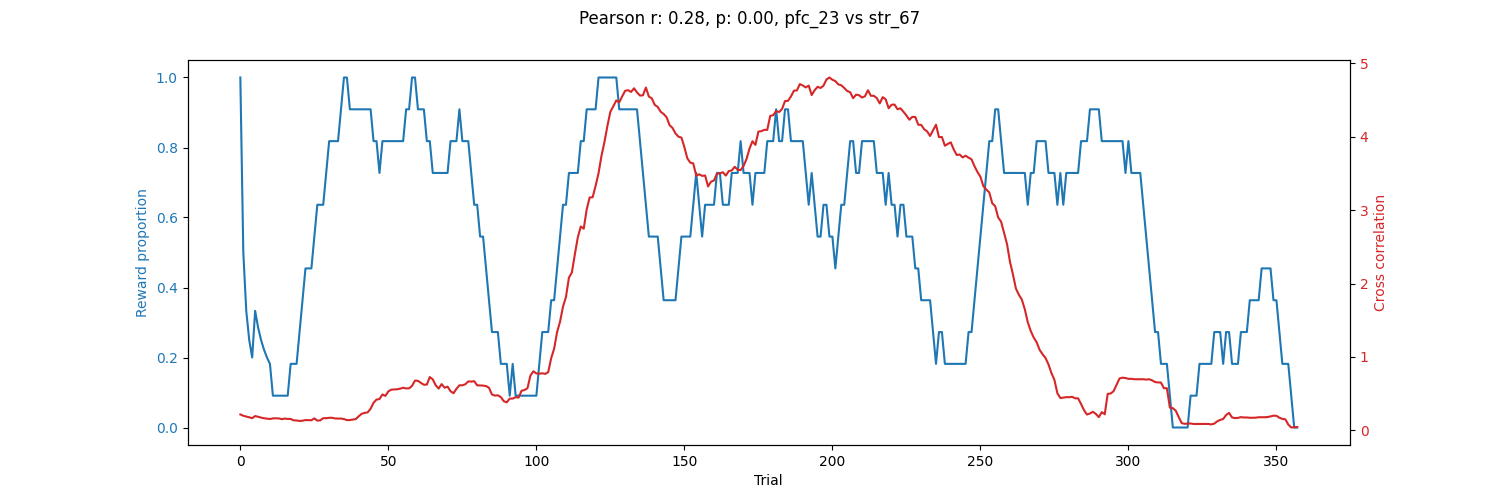 Pearson r: 0.28, p: 0.00, pfc_23 vs str_67
Reward proportion
1.0
0.8
0.6
0.4
0.2
0.0
Cross correlation
5
4
3
2
1
0
0 50 100 150 200 250 300 350
Trial